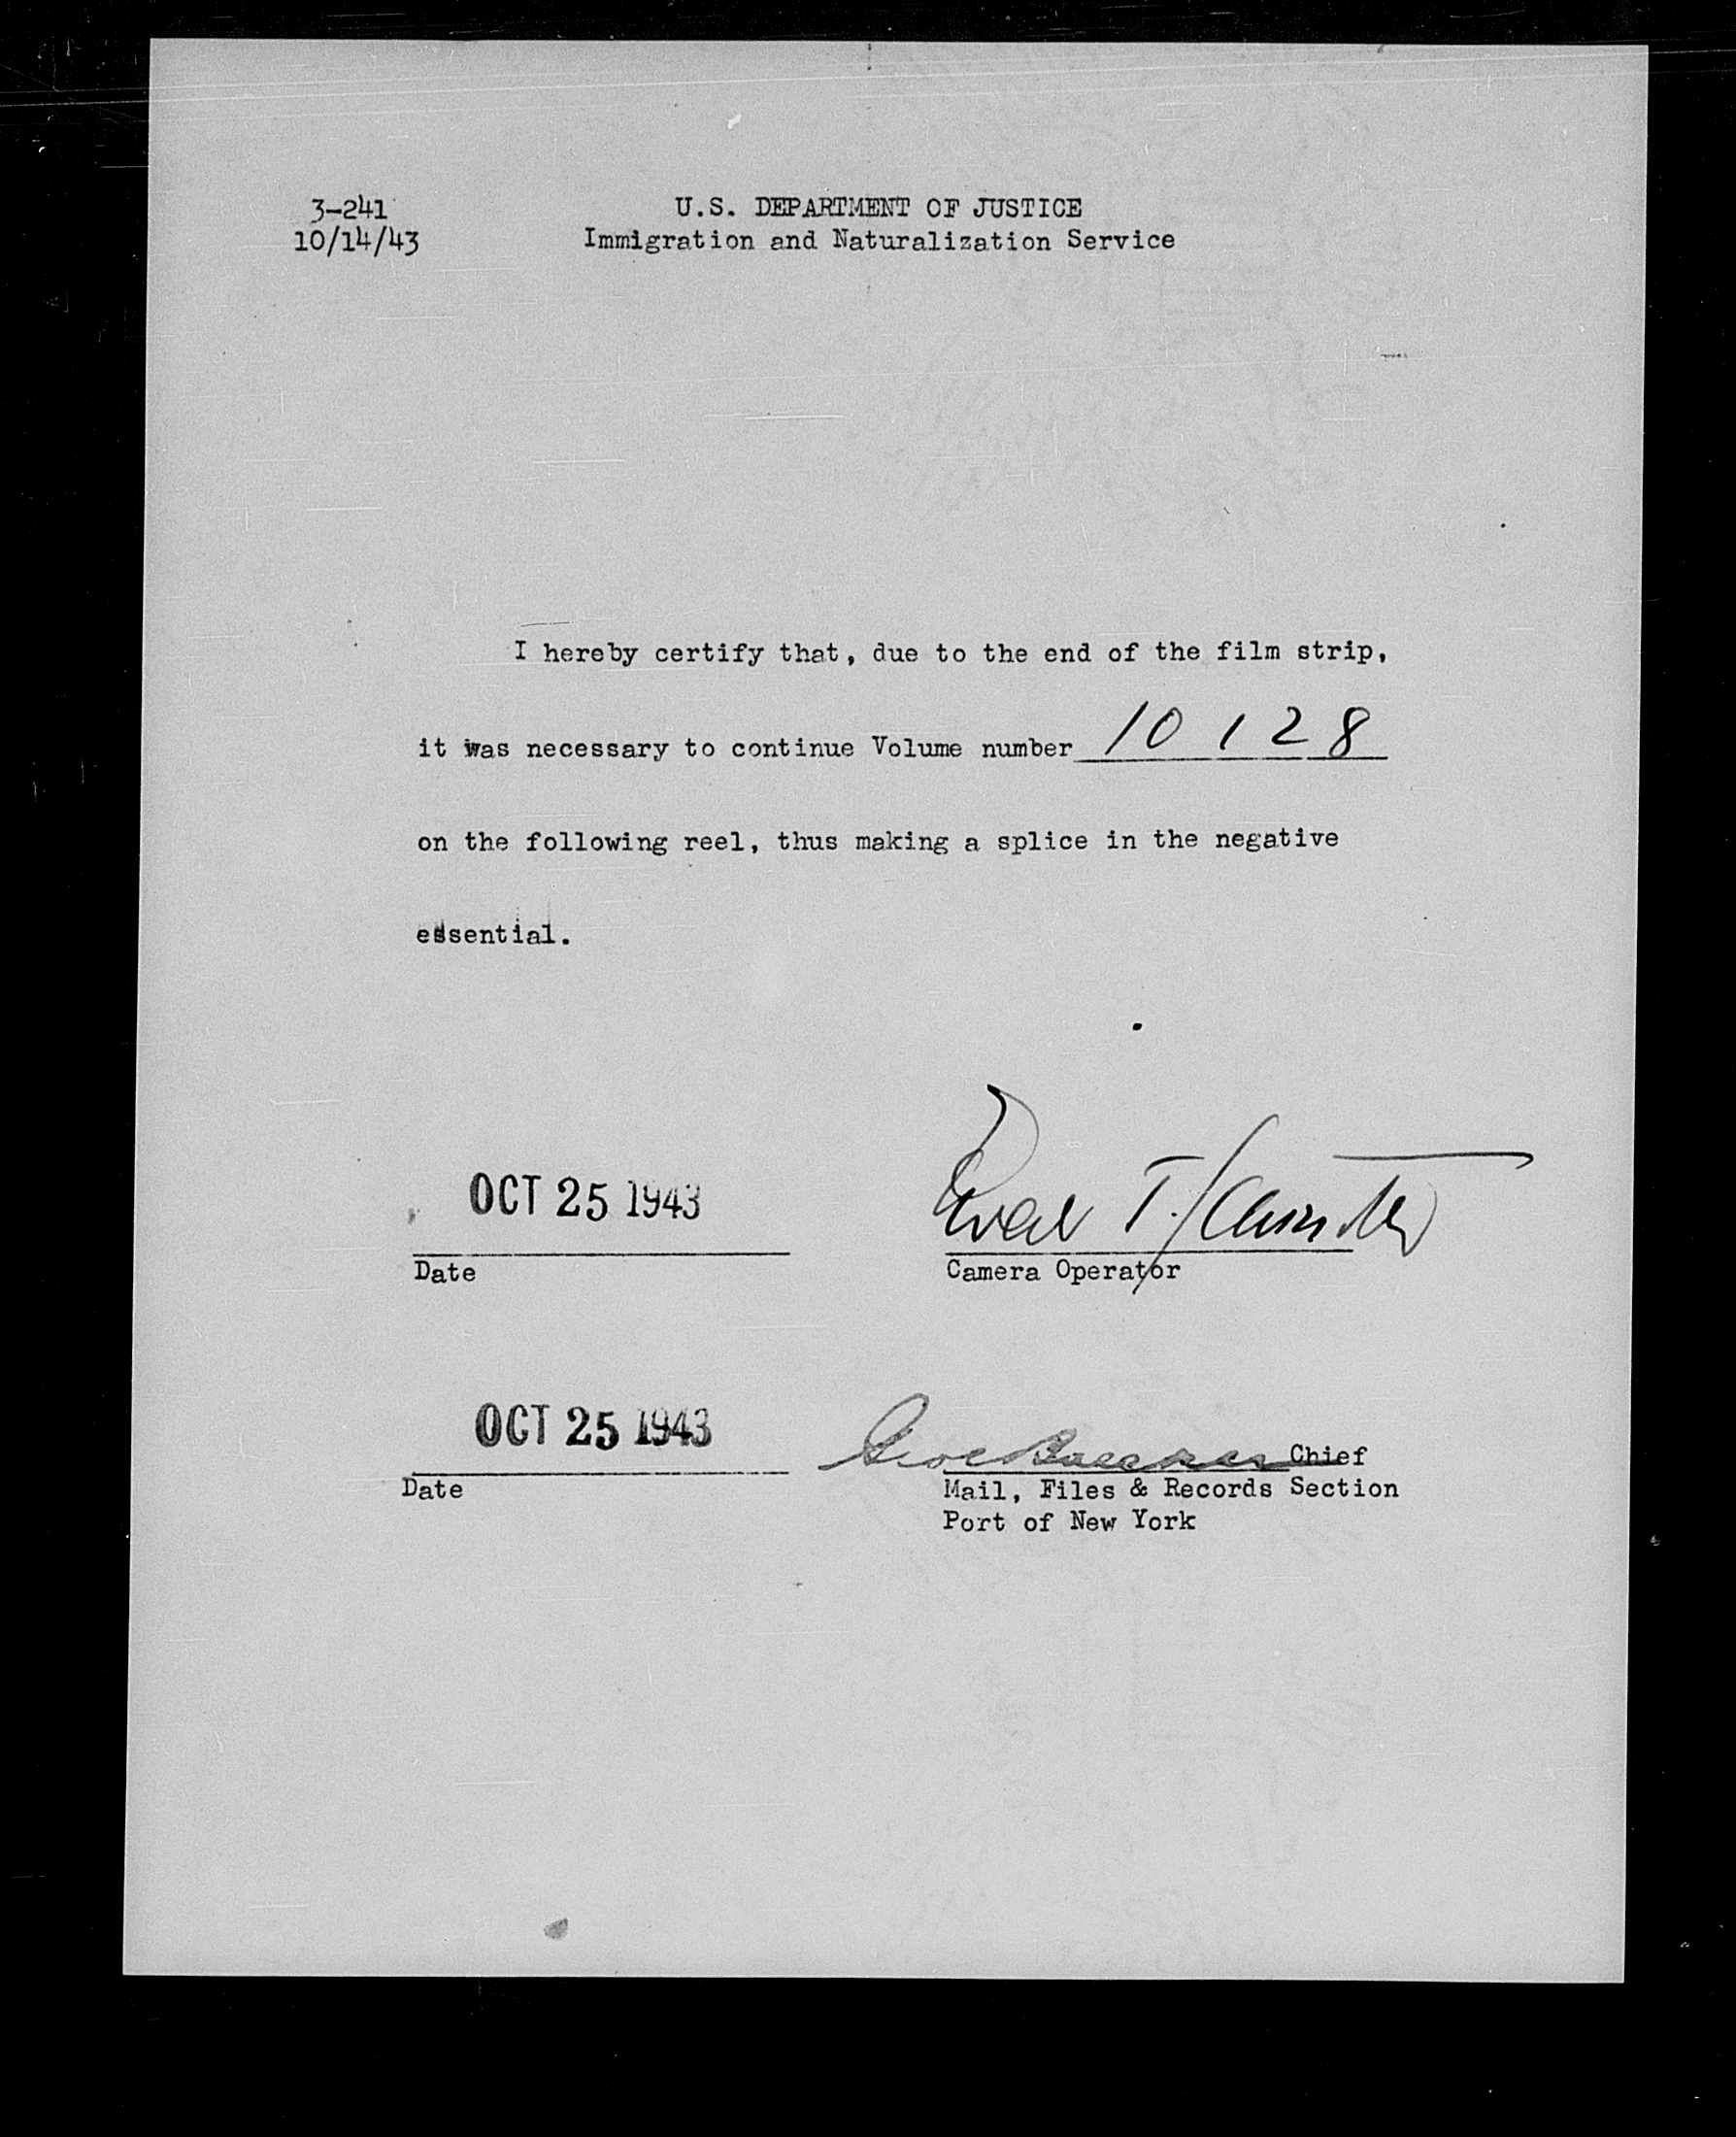 3-241
10/14/43
U.S. DEPARTMENT OF JUSTICE
Immigration and Naturalization Service
I hereby certify that, due to the end of the film strip,
it was necessary to continue Volume number 10128
on the following reel, thus making a splice in the negative
essential.
OCT 25 1943
Date
T.
Camera Operator
OCT 25 1943
Date
Chief
Mail, Files & Records Section
Port of New York